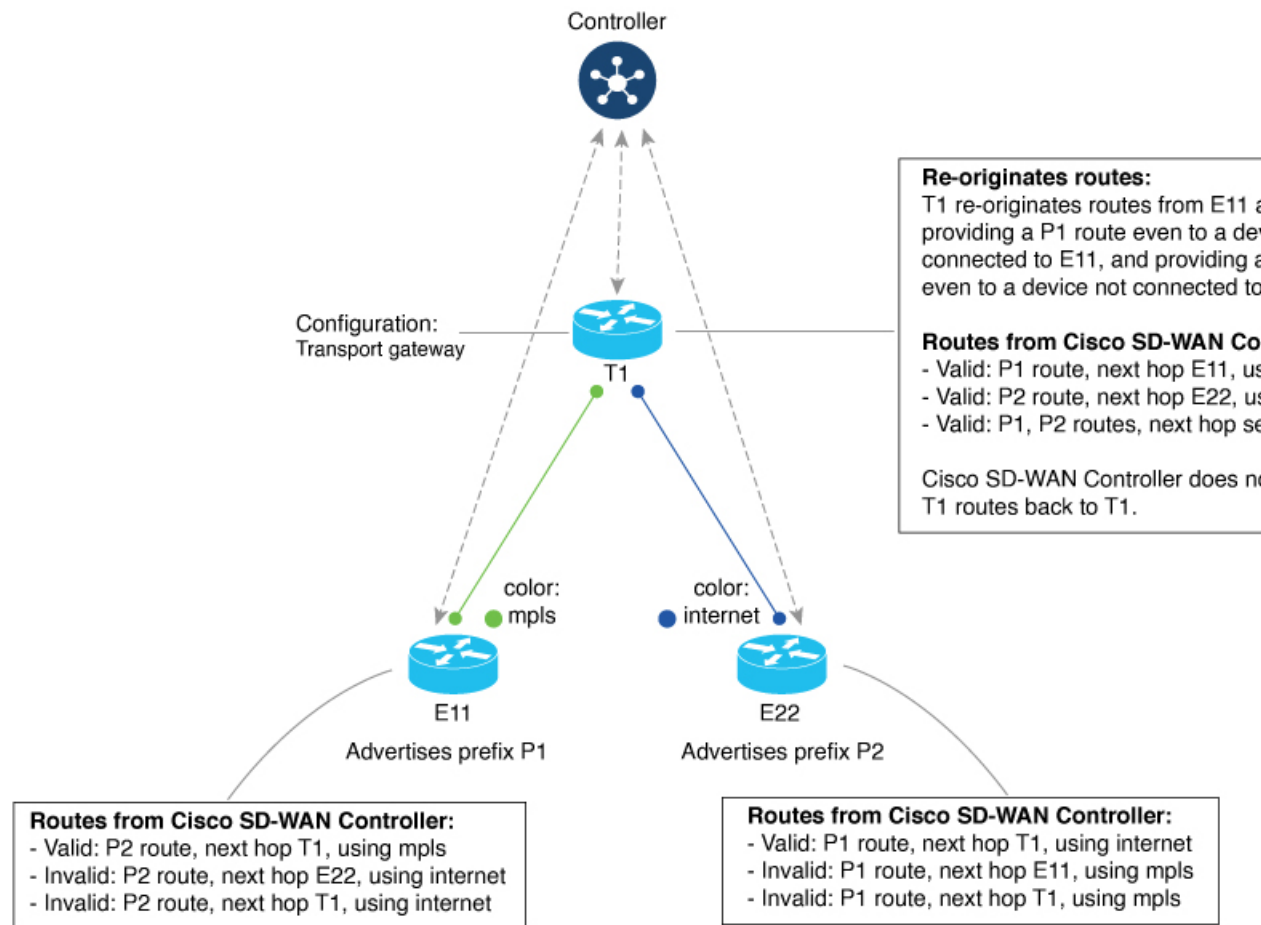 Controller
Re-originates routes:
T1 re-originates routes from E11 a
providing a P1 route even to a dev
connected to E11, and providing a
even to a device not connected to
Configuration:
Transport gateway
T1
Routes from Cisco SD-WAN Co
- Valid: P1 route, next hop E11, us
- Valid: P2 route, next hop E22, us
- Valid: P1, P2 routes, next hop se
Cisco SD-WAN Controller does no
T1 routes back to T1.
color:
mpls
color:
internet
E11
Advertises prefix P1
E22
Advertises prefix P2
Routes from Cisco SD-WAN Controller:
- Valid: P2 route, next hop T1, using mpls
- Invalid: P2 route, next hop E22, using internet
- Invalid: P2 route, next hop T1, using internet
Routes from Cisco SD-WAN Controller:
- Valid: P1 route, next hop T1, using internet
- Invalid: P1 route, next hop E11, using mpls
- Invalid: P1 route, next hop T1, using mpls